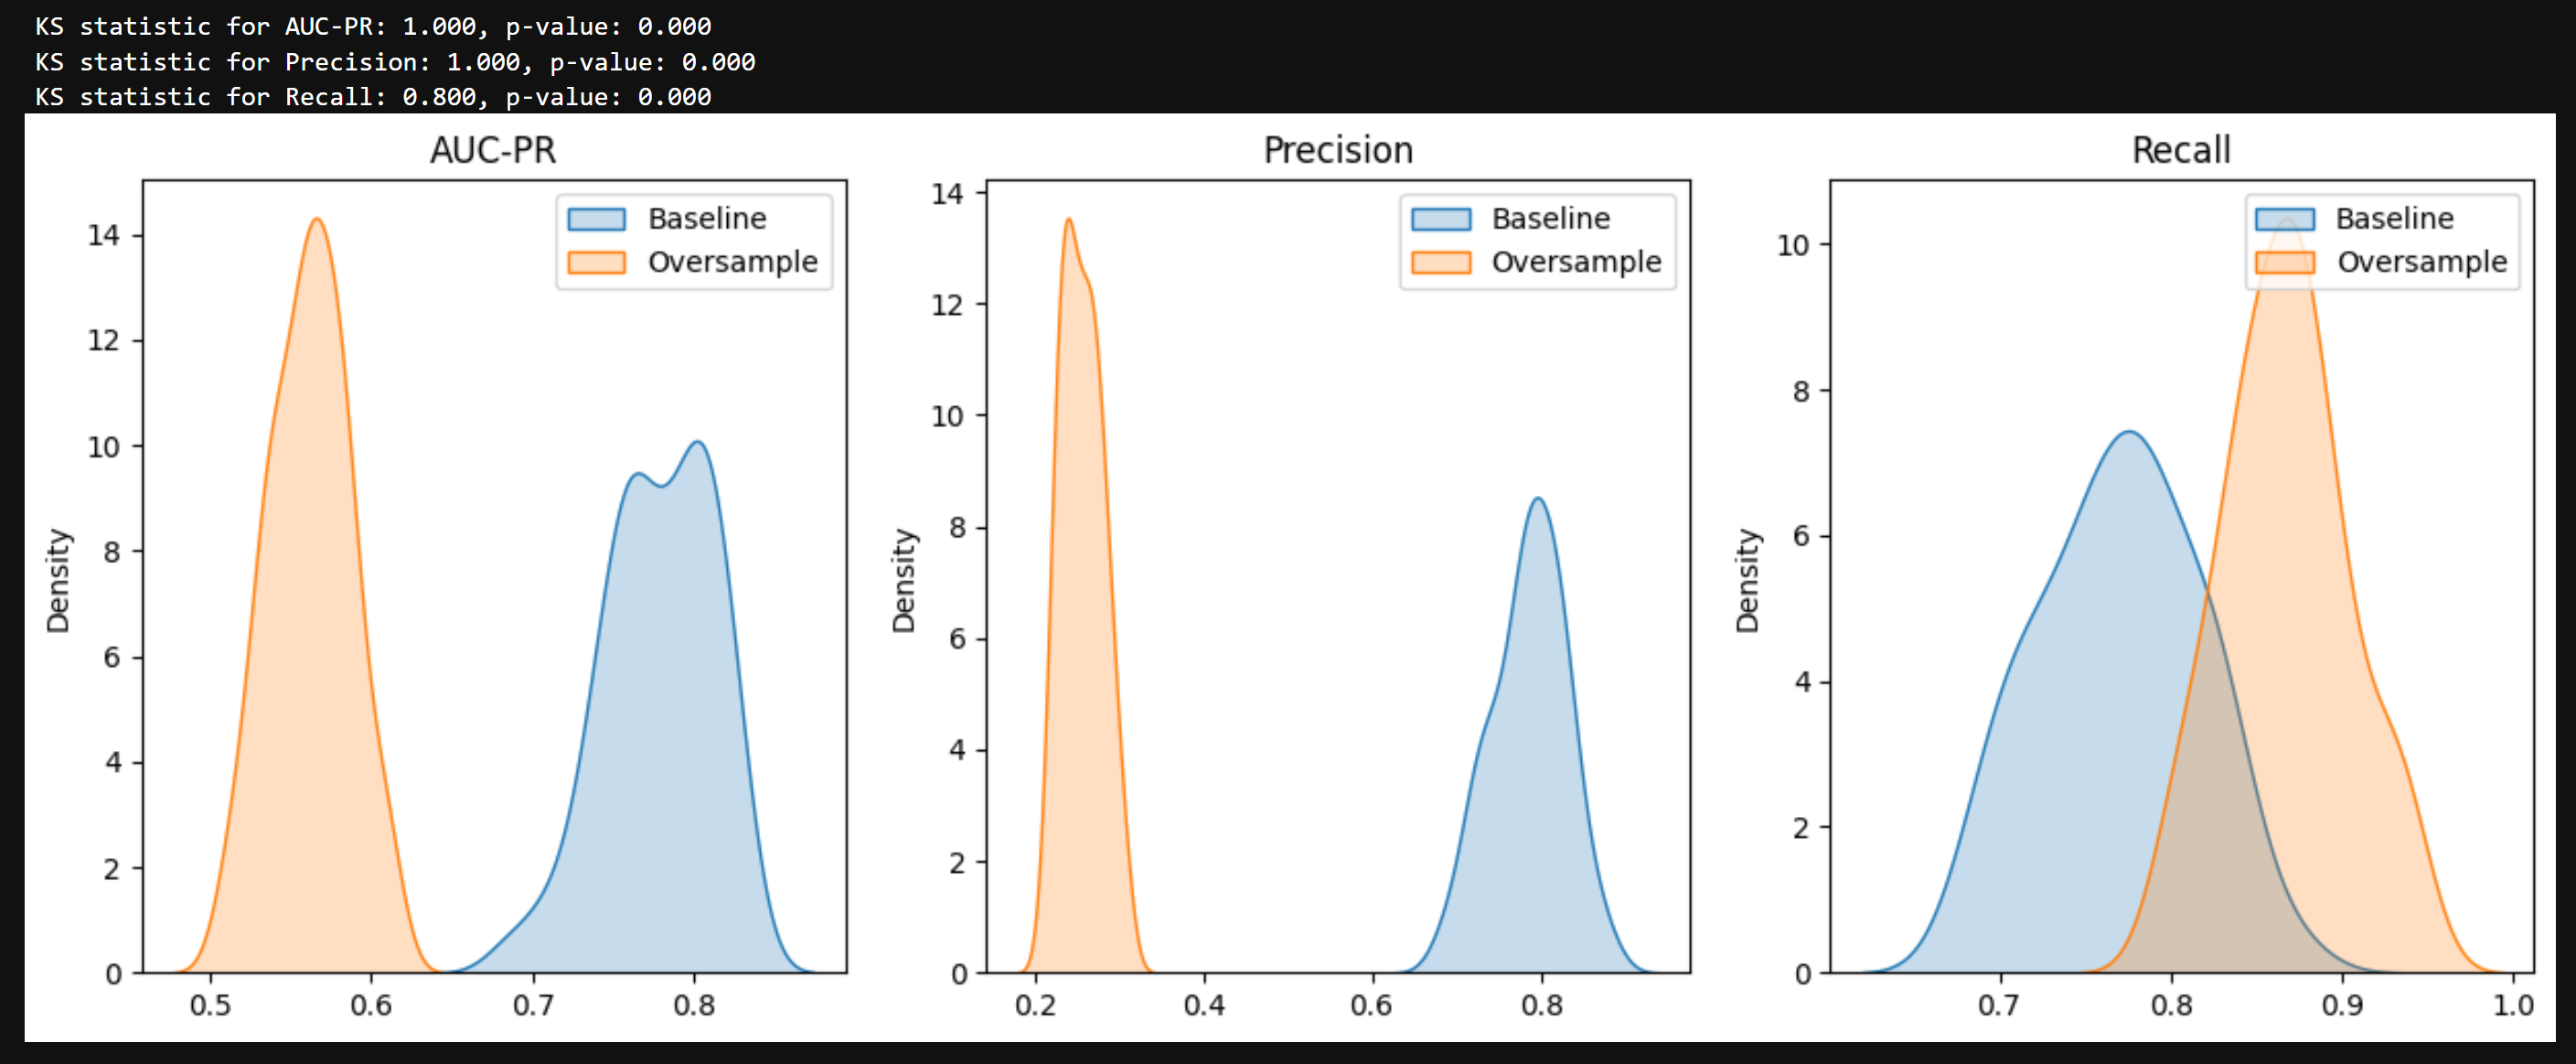 KS statistic for AUC-PR: 1.000, p-value: 0.000
KS statistic for Precision: 1.000, p-value: 0.000
KS statistic for Recall: 0.800, p-value: 0.000
AUC-PR
Baseline
Oversample
Density
14
12
10
8
6
4
2
0
0.5 0.6 0.7 0.8
Precision
Baseline
Oversample
Density
14
12
10
8
6
4
2
0
0.2 0.4 0.6 0.8
Recall
Baseline
Oversample
Density
10
8
6
4
2
0
0.7 0.8 0.9 1.0